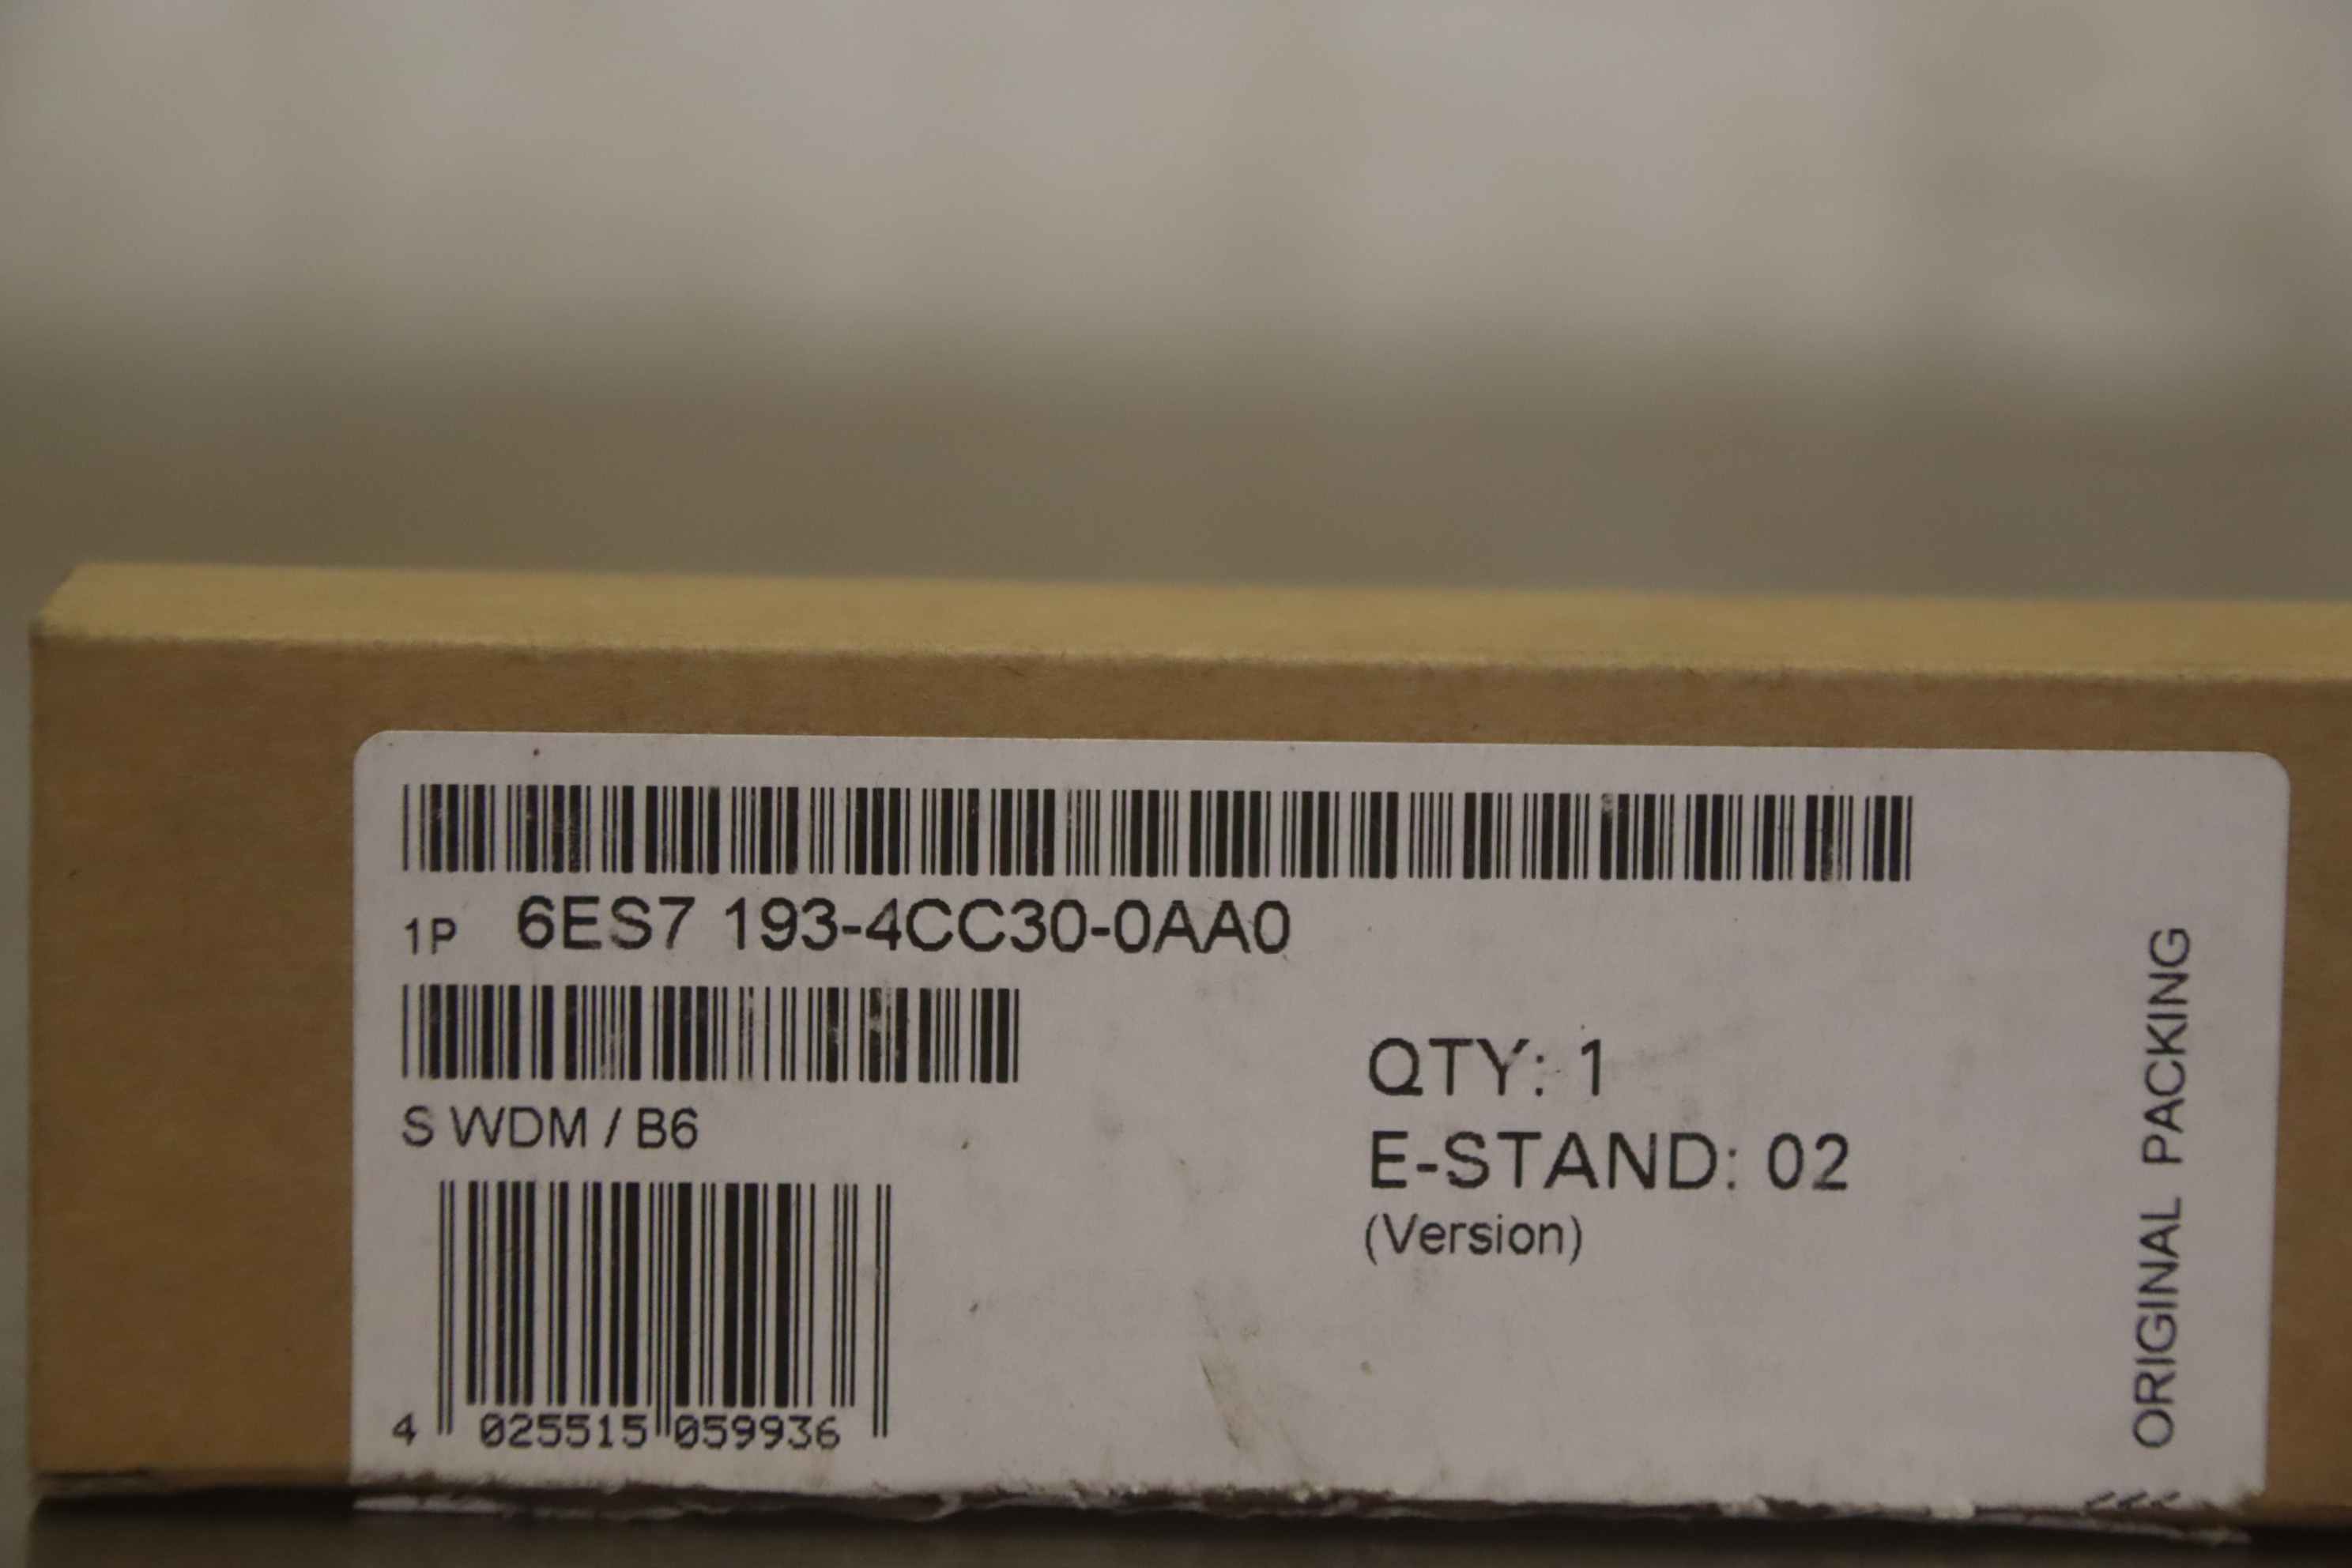 1P 6ES7 193-4CC30-0AA0
S WDM / B6
QTY: 1
E-STAND: 02
(Version)
4 025515 059936
ORIGINAL PACKING